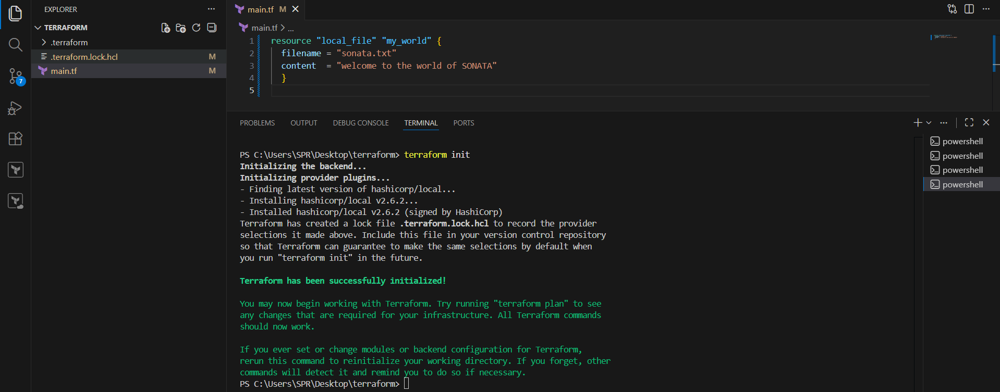 EXPLORER
TERRAFORM
.terraform
.terraform.lock.hcl M
main.tf M
7
main.tf M
main.tf > ...
1 resource "local_file" "my_world" {
2 filename = "sonata.txt"
3 content  = "welcome to the world of SONATA"
4 }
5
PROBLEMS OUTPUT DEBUG CONSOLE TERMINAL PORTS
powershell
powershell
powershell
powershell
PS C:\Users\SPR\Desktop\terraform> terraform init
Initializing the backend...
Initializing provider plugins...
- Finding latest version of hashicorp/local...
- Installing hashicorp/local v2.6.2...
- Installed hashicorp/local v2.6.2 (signed by HashiCorp)
Terraform has created a lock file .terraform.lock.hcl to record the provider
selections it made above. Include this file in your version control repository
so that Terraform can guarantee to make the same selections by default when
you run "terraform init" in the future.
Terraform has been successfully initialized!
You may now begin working with Terraform. Try running "terraform plan" to see
any changes that are required for your infrastructure. All Terraform commands
should now work.
If you ever set or change modules or backend configuration for Terraform,
rerun this command to reinitialize your working directory. If you forget, other
commands will detect it and remind you to do so if necessary.
PS C:\Users\SPR\Desktop\terraform>